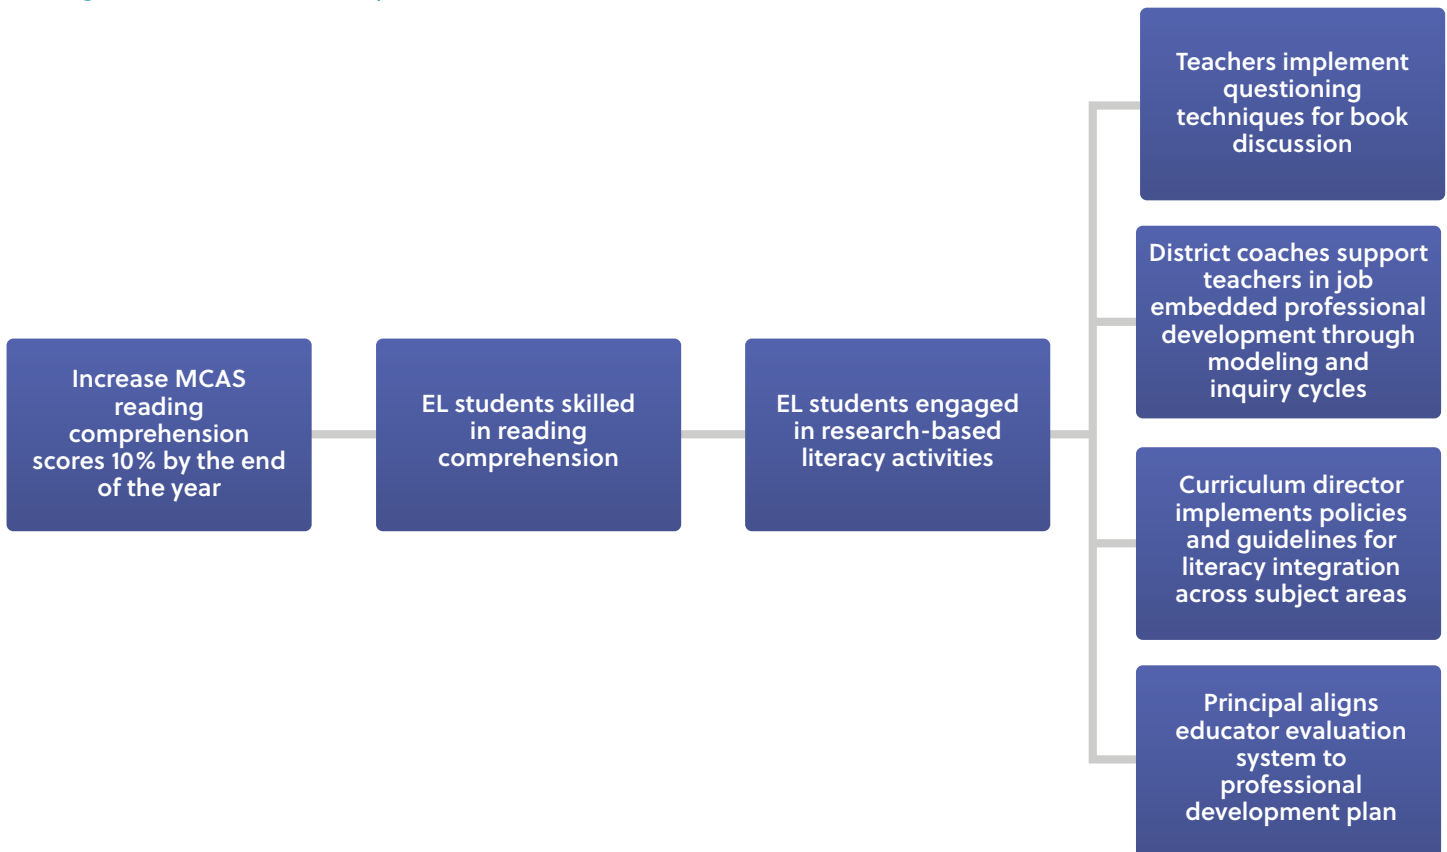 Increase MCAS
reading
comprehension
scores 10% by the end
of the year
EL students skilled
in reading
comprehension
EL students engaged
in research-based
literacy activities
Teachers implement
questioning
techniques for book
discussion
District coaches support
teachers in job
embedded professional
development through
modeling and
inquiry cycles
Curriculum director
implements policies
and guidelines for
literacy integration
across subject areas
Principal aligns
educator evaluation
system to
professional
development plan